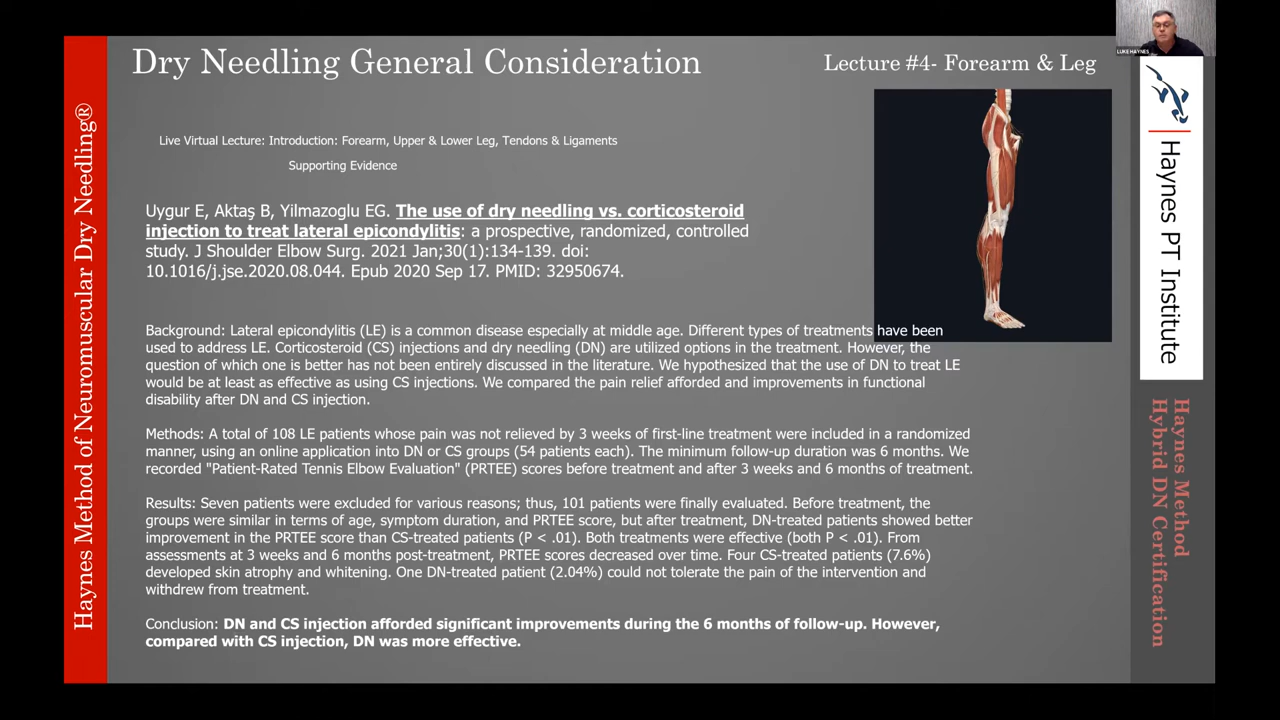 LUKE HAYNES
Dry Needling General Consideration
Lecture #4- Forearm & Leg
Live Virtual Lecture: Introduction: Forearm, Upper & Lower Leg, Tendons & Ligaments
Supporting Evidence
Uygur E, Aktaş B, Yilmazoglu EG. The use of dry needling vs. corticosteroid
injection to treat lateral epicondylitis: a prospective, randomized, controlled
study. J Shoulder Elbow Surg. 2021 Jan;30(1):134-139. doi:
10.1016/j.jse.2020.08.044. Epub 2020 Sep 17. PMID: 32950674.
Background: Lateral epicondylitis (LE) is a common disease especially at middle age. Different types of treatments have been
used to address LE. Corticosteroid (CS) injections and dry needling (DN) are utilized options in the treatment. However, the
question of which one is better has not been entirely discussed in the literature. We hypothesized that the use of DN to treat LE
would be at least as effective as using CS injections. We compared the pain relief afforded and improvements in functional
disability after DN and CS injection.
Methods: A total of 108 LE patients whose pain was not relieved by 3 weeks of first-line treatment were included in a randomized
manner, using an online application into DN or CS groups (54 patients each). The minimum follow-up duration was 6 months. We
recorded "Patient-Rated Tennis Elbow Evaluation" (PRTEE) scores before treatment and after 3 weeks and 6 months of treatment.
Results: Seven patients were excluded for various reasons; thus, 101 patients were finally evaluated. Before treatment, the
groups were similar in terms of age, symptom duration, and PRTEE score, but after treatment, DN-treated patients showed better
improvement in the PRTEE score than CS-treated patients (P < .01). Both treatments were effective (both P < .01). From
assessments at 3 weeks and 6 months post-treatment, PRTEE scores decreased over time. Four CS-treated patients (7.6%)
developed skin atrophy and whitening. One DN-treated patient (2.04%) could not tolerate the pain of the intervention and
withdrew from treatment.
Conclusion: DN and CS injection afforded significant improvements during the 6 months of follow-up. However,
compared with CS injection, DN was more effective.
Haynes Method of Neuromuscular Dry Needling®
Haynes PT Institute
Haynes Method
Hybrid DN Certification